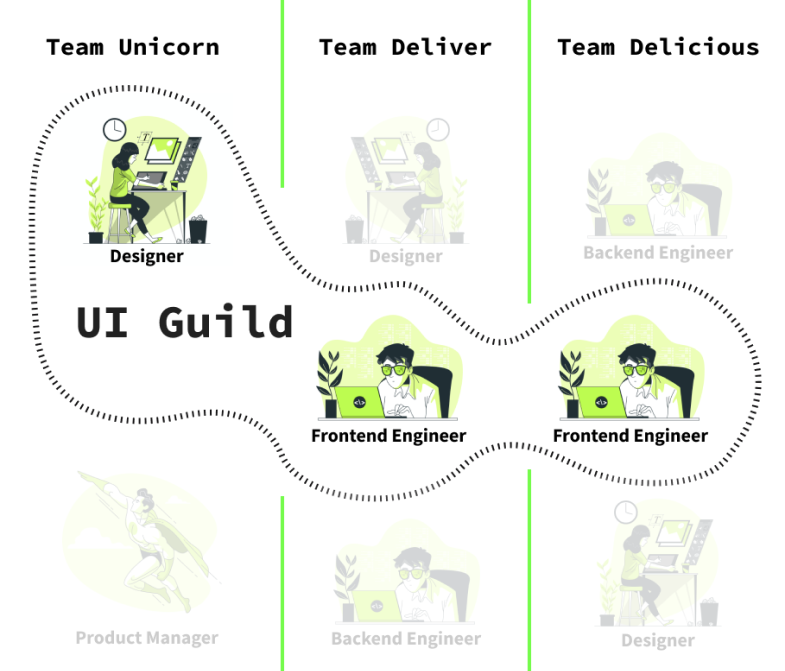 Team Unicorn
Team Deliver
Team Delicious
T
T
Designer
Designer
Backend Engineer
UI Guild
</>
</>
</>
Frontend Engineer
Frontend Engineer
T
</>
Product Manager
Backend Engineer
Designer